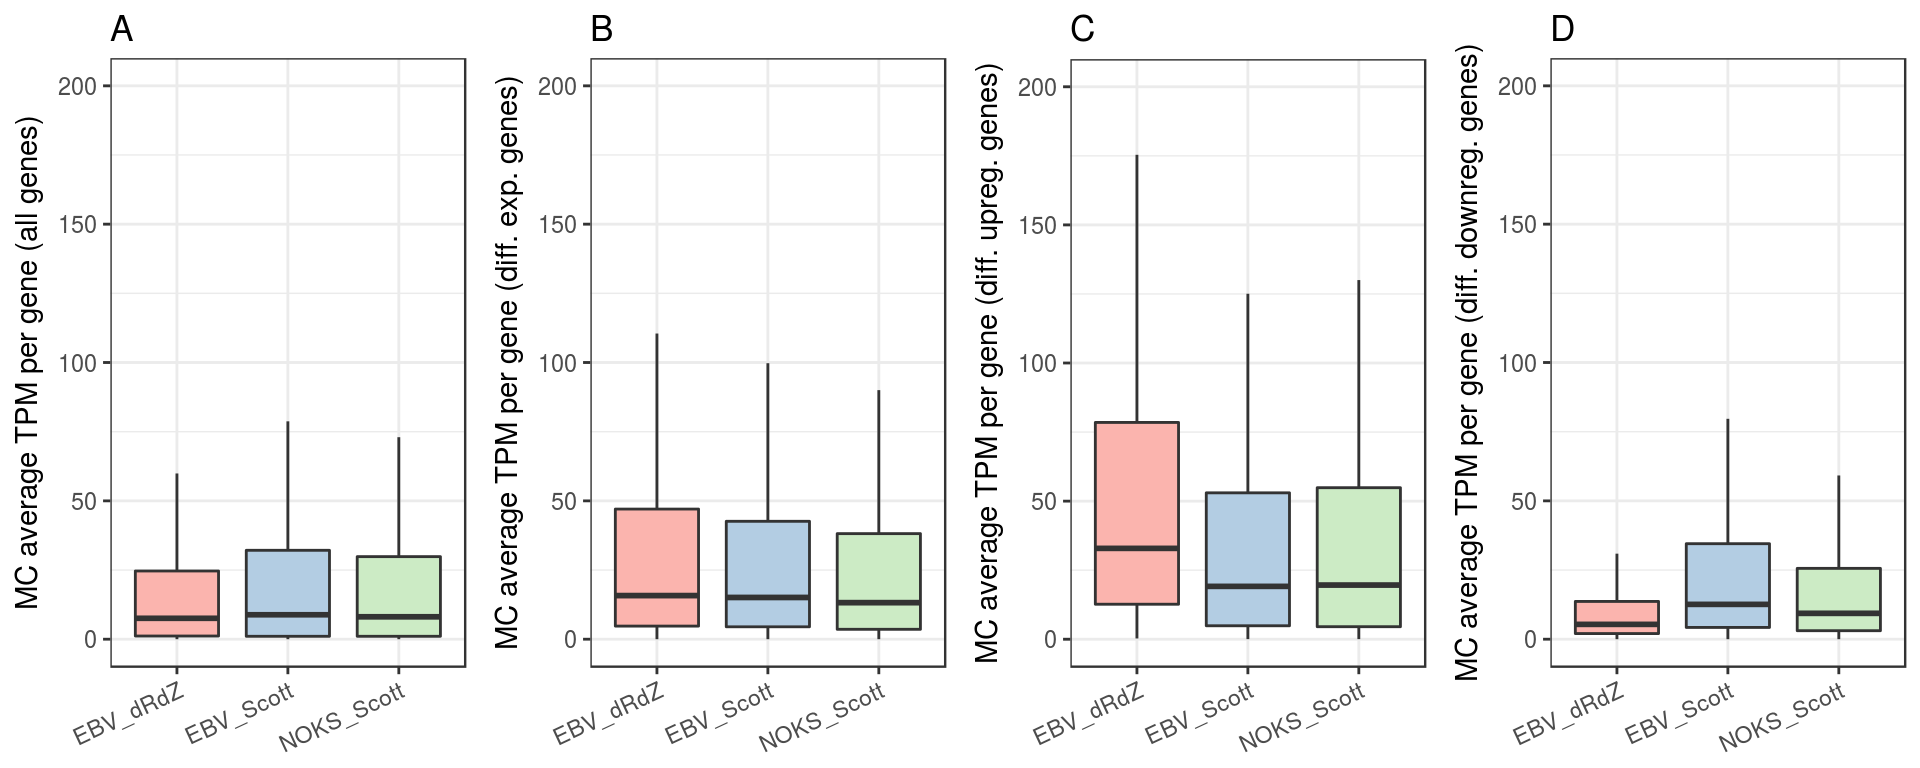 A
MC average TPM per gene (all genes)
200
150
100
50
0
EBV_dRdZ
EBV_Scott
NOKS_Scott
B
MC average TPM per gene (diff. exp. genes)
200
150
100
50
0
EBV_dRdZ
EBV_Scott
NOKS_Scott
C
MC average TPM per gene (diff. upreg. genes)
200
150
100
50
0
EBV_dRdZ
EBV_Scott
NOKS_Scott
D
MC average TPM per gene (diff. downreg. genes)
200
150
100
50
0
EBV_dRdZ
EBV_Scott
NOKS_Scott